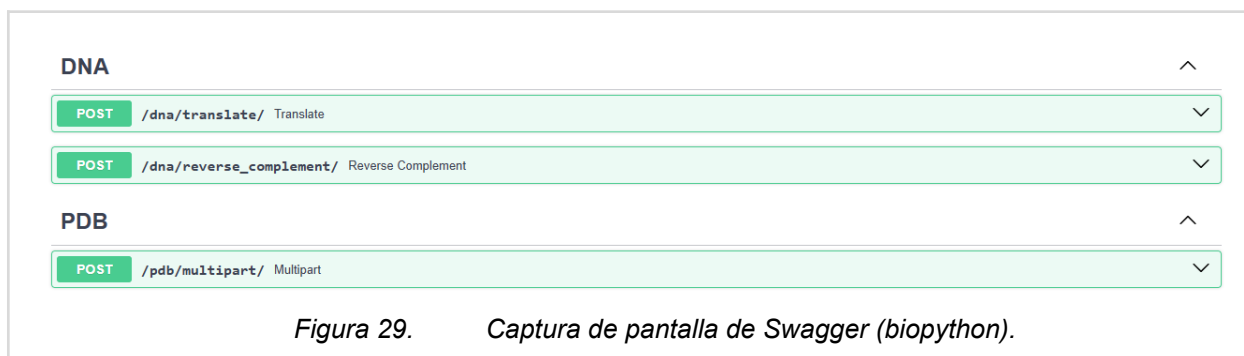 DNA
POST /dna/translate/ Translate
POST /dna/reverse_complement/ Reverse Complement
PDB
POST /pdb/multipart/ Multipart
Figura 29. Captura de pantalla de Swagger (biopython).